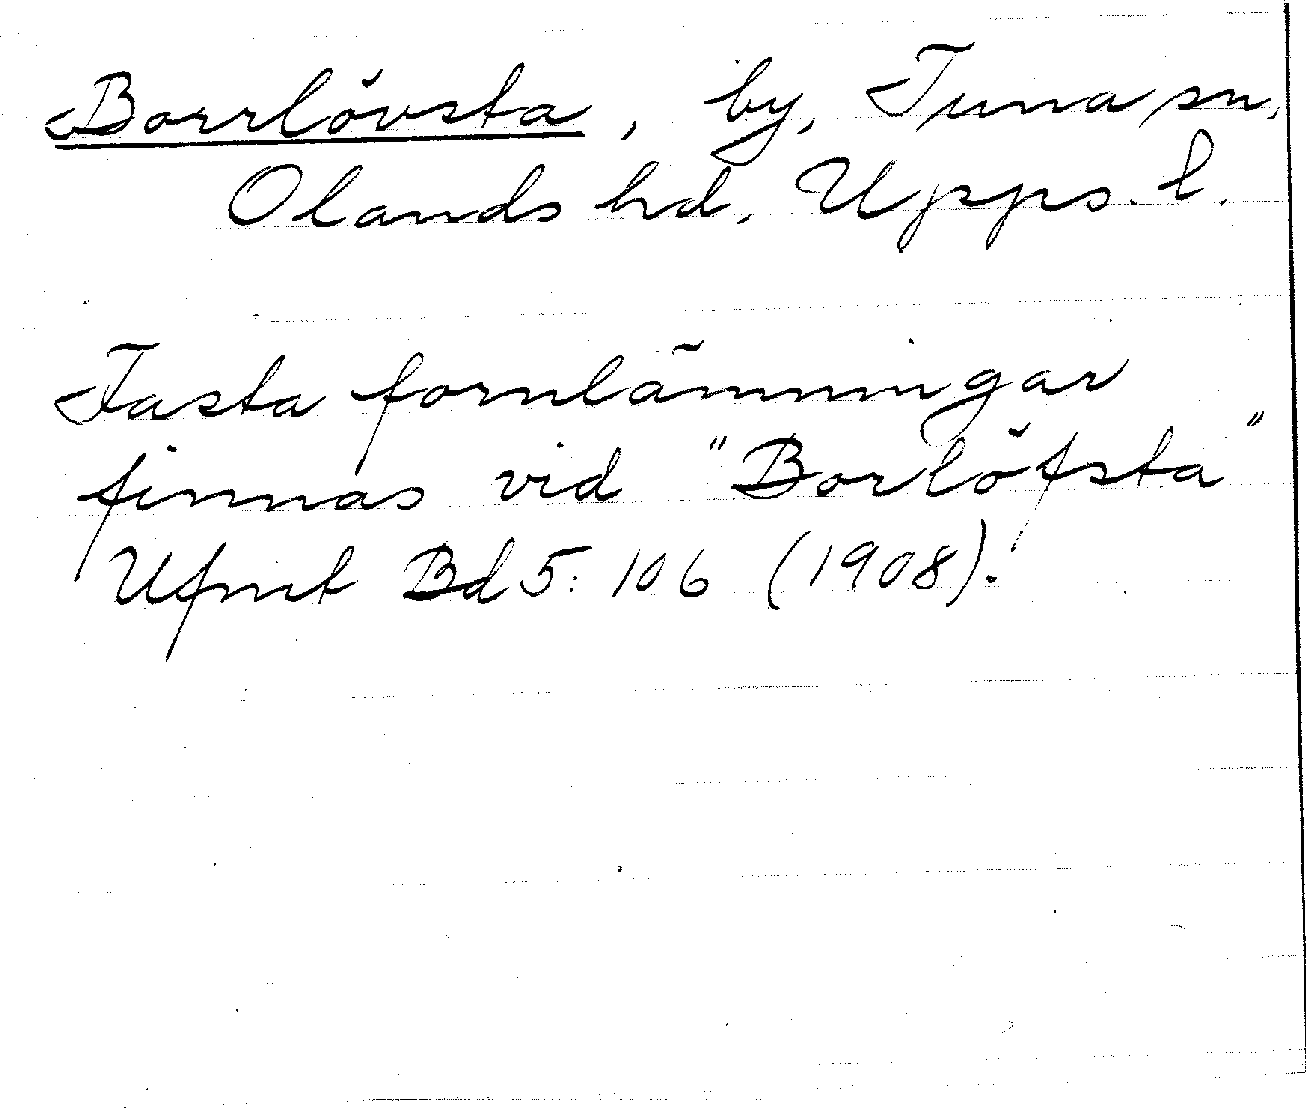 Borrlövsta, by, Tuna sn,
Olands hd. Upps. l.
Fasta fornlämningar
finnas vid "Borlöfsta"
Ufmt Bd 5: 106 (1908).